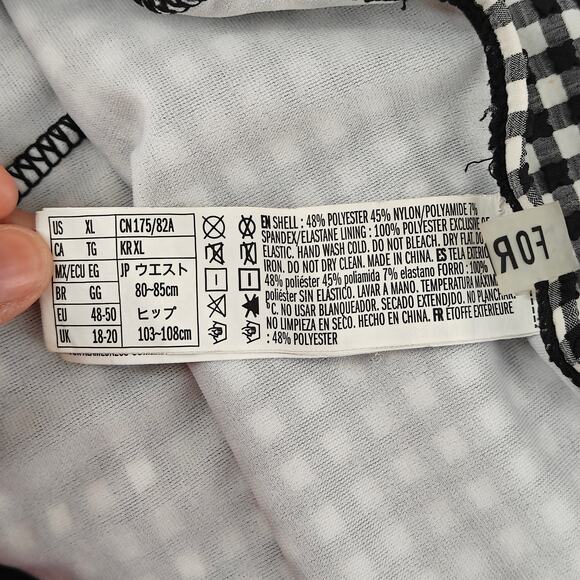 US XL CN175/82A
CA TG KR XL
MX/ECU EG JP ウエスト
BR GG 80~85cm
EU 48-50 ヒップ
UK 18-20 103~108cm
EN SHELL : 48% POLYESTER 45% NYLON/POLYAMIDE 7%
SPANDEX/ELASTANE LINING : 100% POLYESTER EXCLUSIVE OF
ELASTIC. HAND WASH COLD. DO NOT BLEACH. DRY FLAT. DO
IRON. DO NOT DRY CLEAN. MADE IN CHINA. ES TELA EXTERIOR
48% poliéster 45% poliamida 7% elastano FORRO : 100%
poliéster SIN ELÁSTICO. LAVAR A MANO. TEMPERATURA MAXIM
ºC. NO USAR BLANQUEADOR. SECADO EXTENDIJO. NO PLANCHAR.
NO LIMPIEZA EN SECO. HECHO EN CHINA. FR ÉTOFFE EXTERIEURE
: 48% POLYESTER
FOR